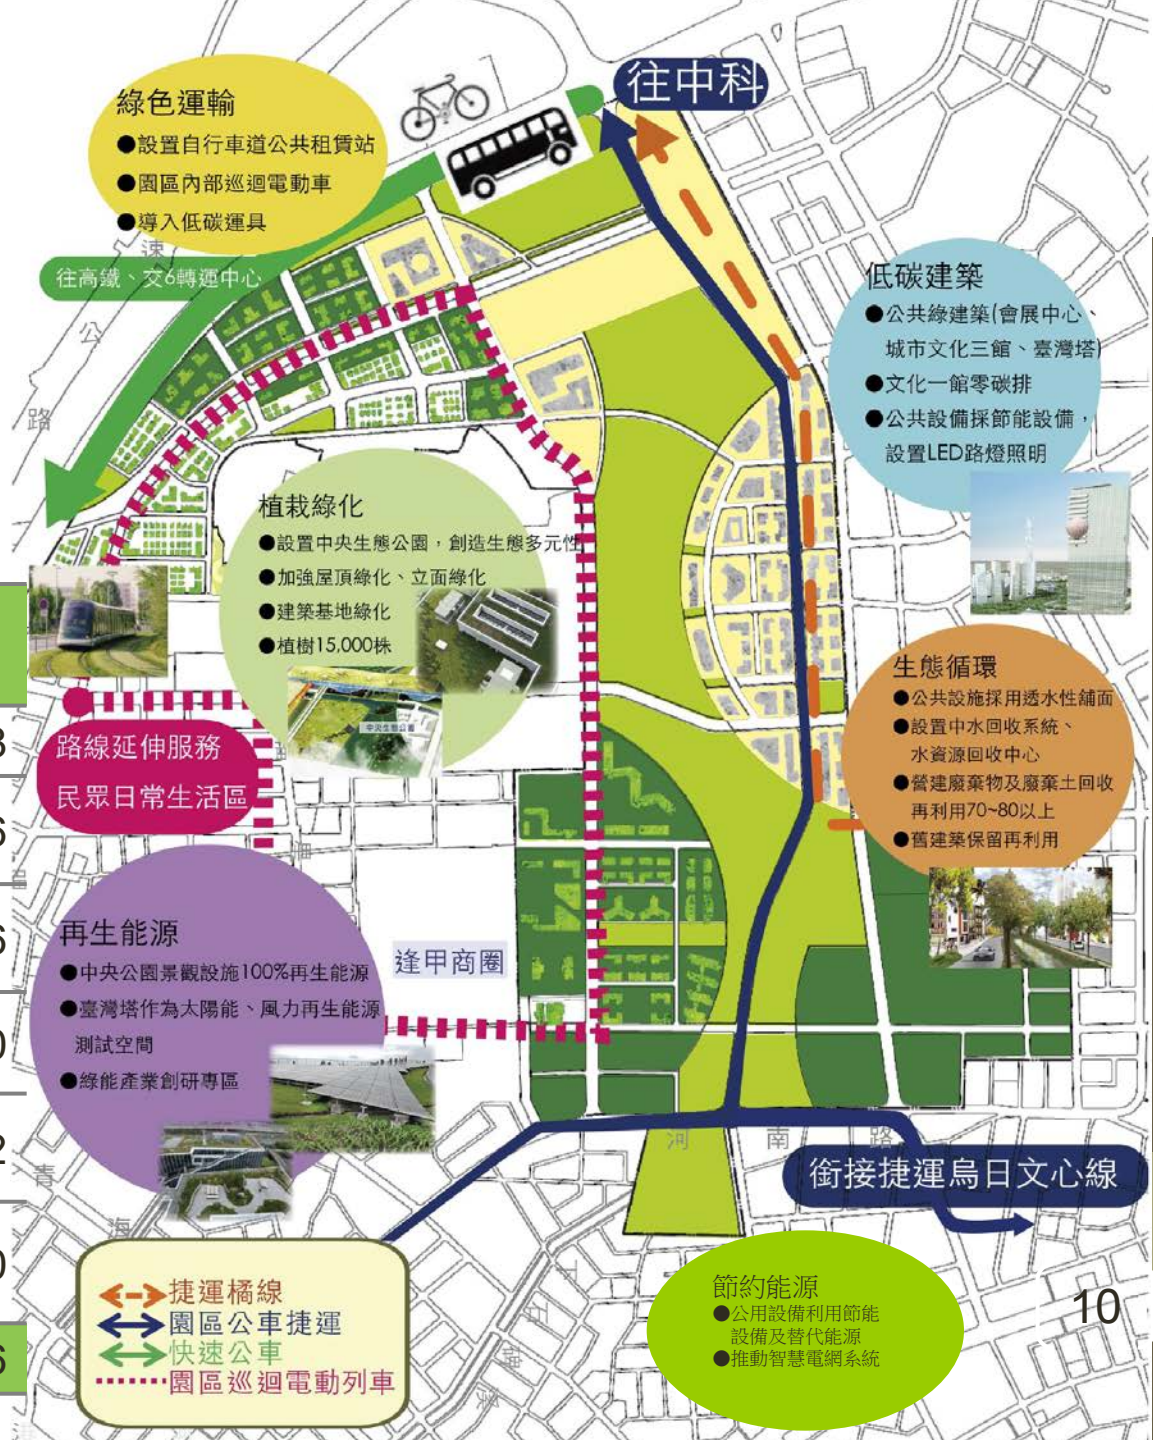 往中科
綠色運輸
●設置自行車道公共租賃站
●園區內部巡迴電動車
●導入低碳運具
速
往高鐵、交6轉運中心
公
路
低碳建築
●公共綠建築(會展中心、
城市文化三館、臺灣塔)
●文化一館零碳排
●公共設備採節能設備，
設置LED路燈照明
植栽綠化
●設置中央生態公園，創造生態多元性
●加強屋頂綠化、立面綠化
●建築基地綠化
●植樹15,000株
中央生態公園
生態循環
●公共設施採用透水性舖面
●設置中水回收系統、
水資源回收中心
●營建廢棄物及廢棄土回收
再利用70~80以上
●舊建築保留再利用
路線延伸服務
民眾日常生活區
再生能源
●中央公園景觀設施100%再生能源
●臺灣塔作為太陽能、風力再生能源
測試空間
●綠能產業創研專區
逢甲商圈
河南路
青
海
銜接捷運烏日文心線
捷運橘線
園區公車捷運
快速公車
園區巡迴電動列車
節約能源
●公用設備利用節能
設備及替代能源
●推動智慧電網系統
10